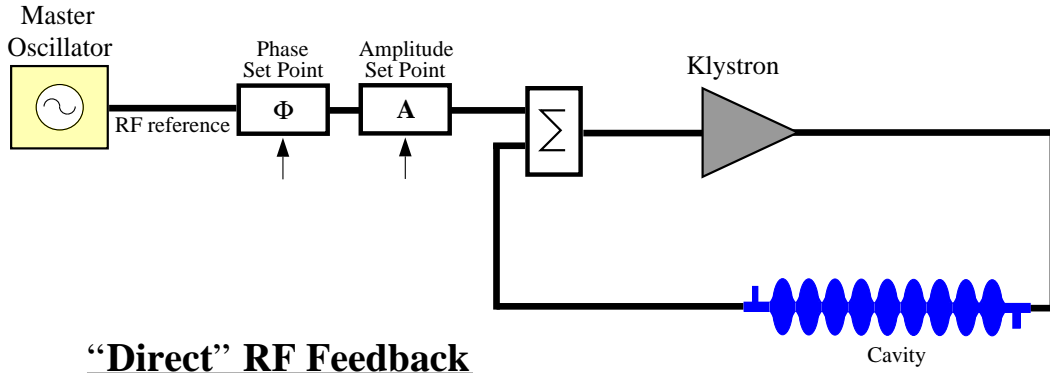 Master
Oscillator
Phase
Set Point
Amplitude
Set Point
Klystron
Φ
A
∑
RF reference
Cavity
“Direct” RF Feedback